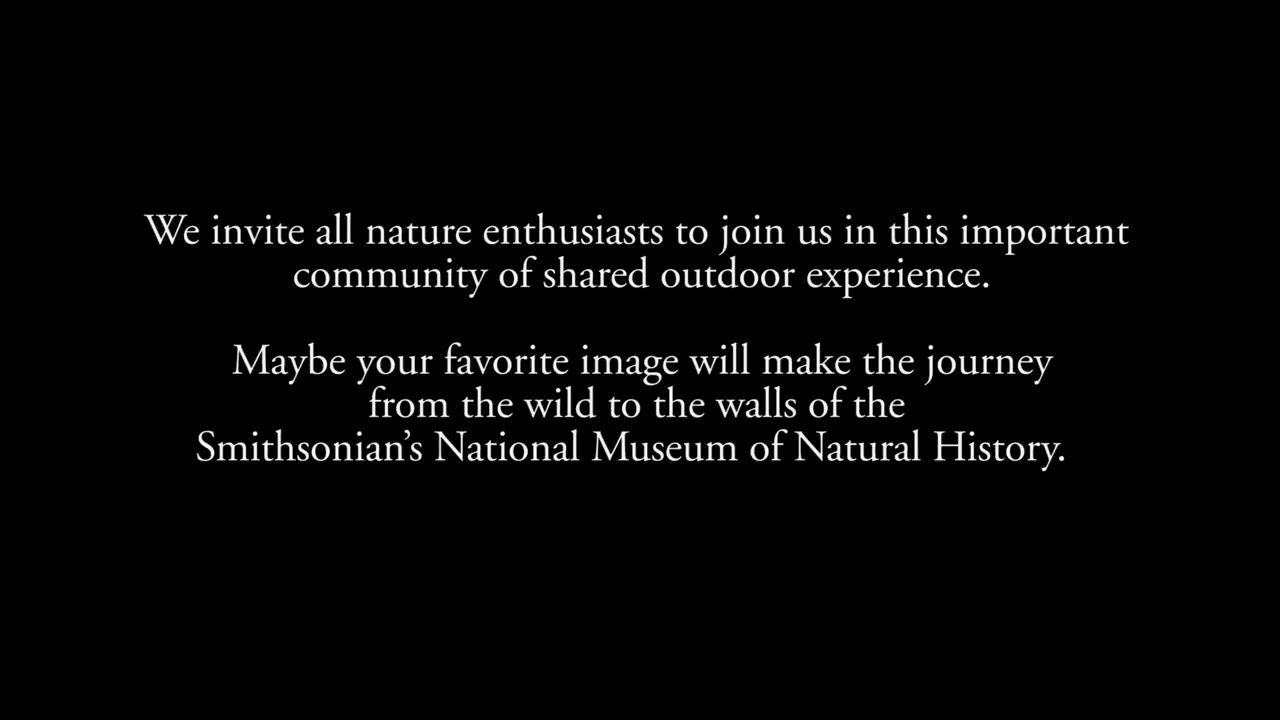 We invite all nature enthusiasts to join us in this important
community of shared outdoor experience.
Maybe your favorite image will make the journey
from the wild to the walls of the
Smithsonian’s National Museum of Natural History.